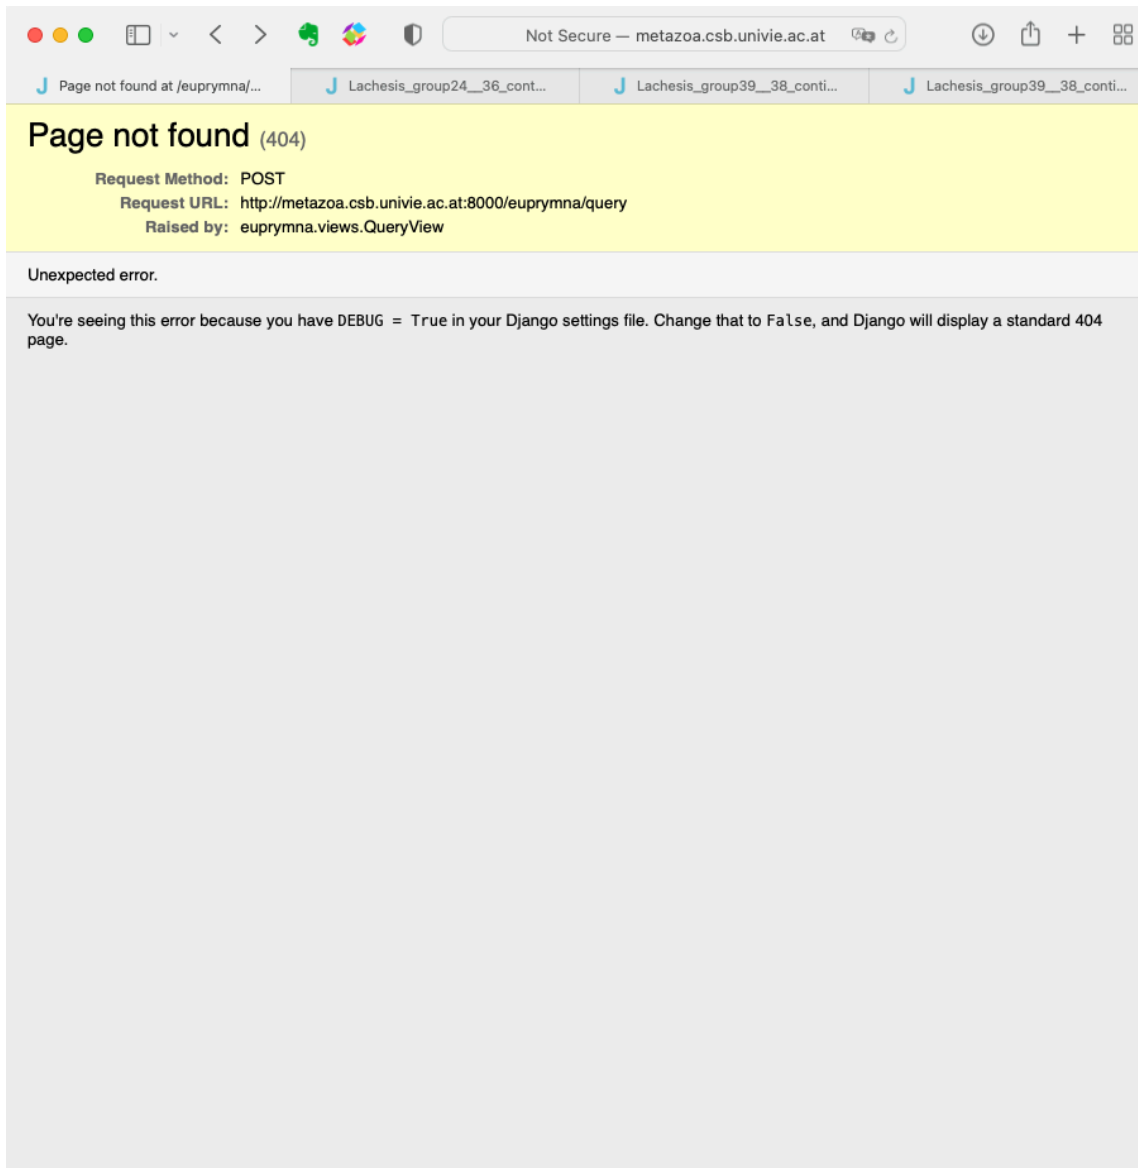 Not Secure — metazoa.csb.univie.ac.at
Page not found at /euprymna/...
Lachesis_group24__36_cont...
Lachesis_group39__38_conti...
Lachesis_group39__38_conti...
Page not found (404)
Request Method: POST
Request URL: http://metazoa.csb.univie.ac.at:8000/euprymna/query
Raised by: euprymna.views.QueryView
Unexpected error.
You're seeing this error because you have DEBUG = True in your Django settings file. Change that to False, and Django will display a standard 404
page.